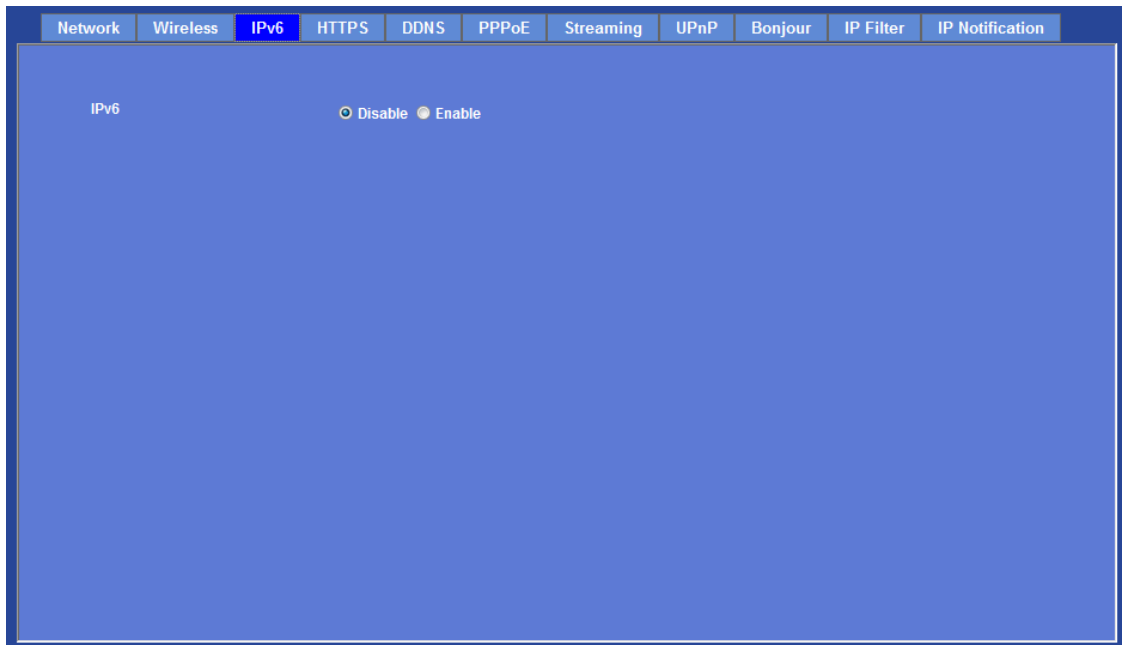 Network Wireless IPv6 HTTPS DDNS PPPoE Streaming UPnP Bonjour IP Filter IP Notification
IPv6 Disable Enable